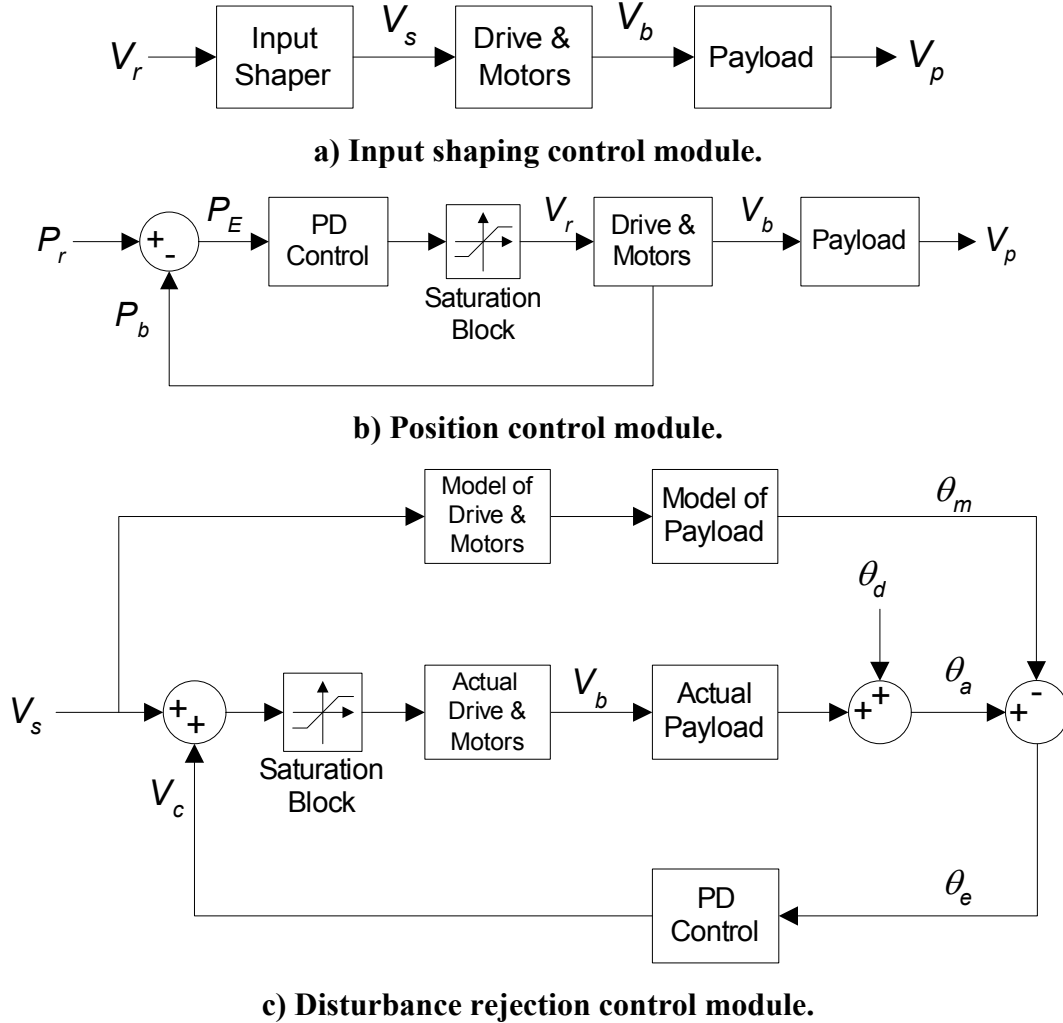 V_r
Input
Shaper
V_s
Drive &
Motors
V_b
Payload
V_p
a) Input shaping control module.
P_r
+
-
P_E
PD
Control
Saturation
Block
V_r
Drive &
Motors
V_b
Payload
V_p
P_b
b) Position control module.
Model of
Drive &
Motors
Model of
Payload
θ_m
θ_d
V_s
+
+
Saturation
Block
Actual
Drive &
Motors
V_b
Actual
Payload
+
+
θ_a
-
+
V_c
PD
Control
θ_e
c) Disturbance rejection control module.